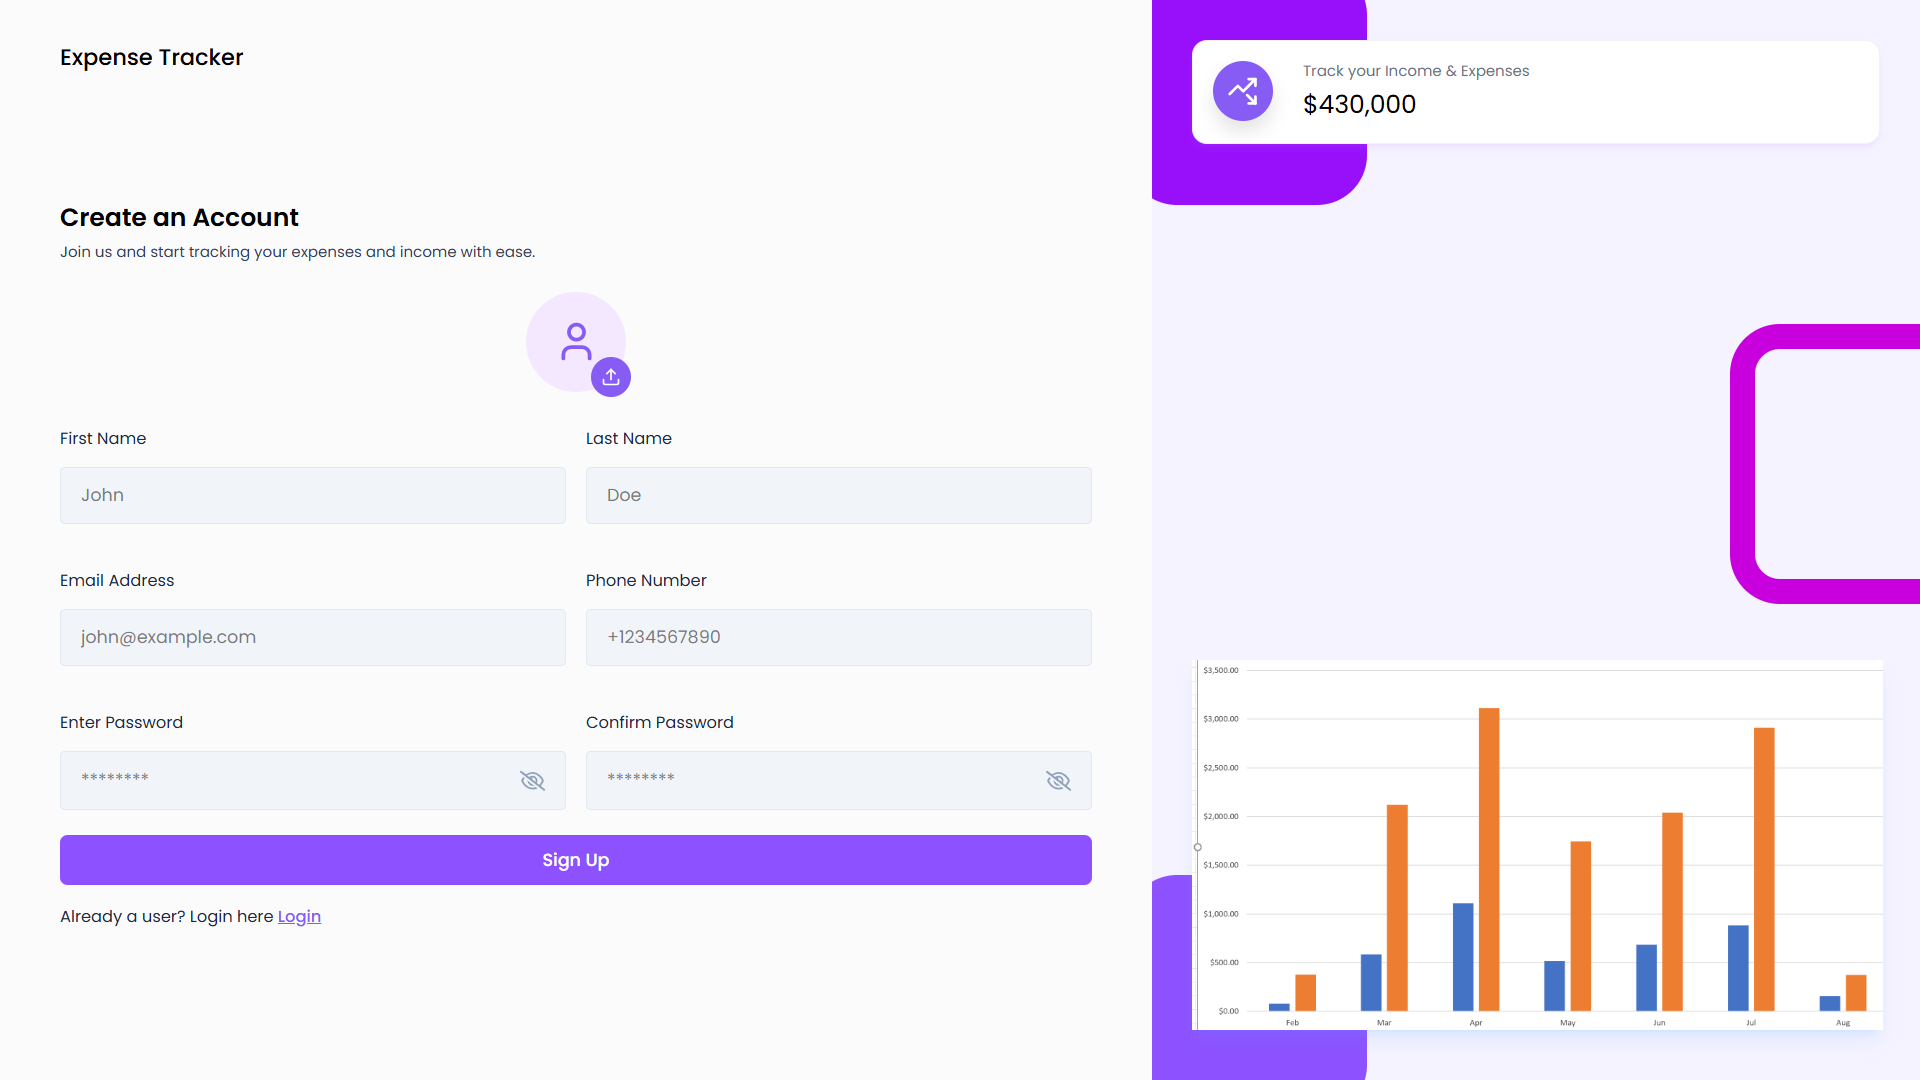 Expense Tracker
Create an Account
Join us and start tracking your expenses and income with ease.
First Name
Last Name
John
Doe
Email Address
Phone Number
john@example.com
+1234567890
Enter Password
Confirm Password
********
********
Sign Up
Already a user? Login here Login
Track your Income & Expenses
$430,000
$3,500.00
$3,000.00
$2,500.00
$2,000.00
$1,500.00
$1,000.00
$500.00
$0.00
Feb Mar Apr May Jun Jul Aug